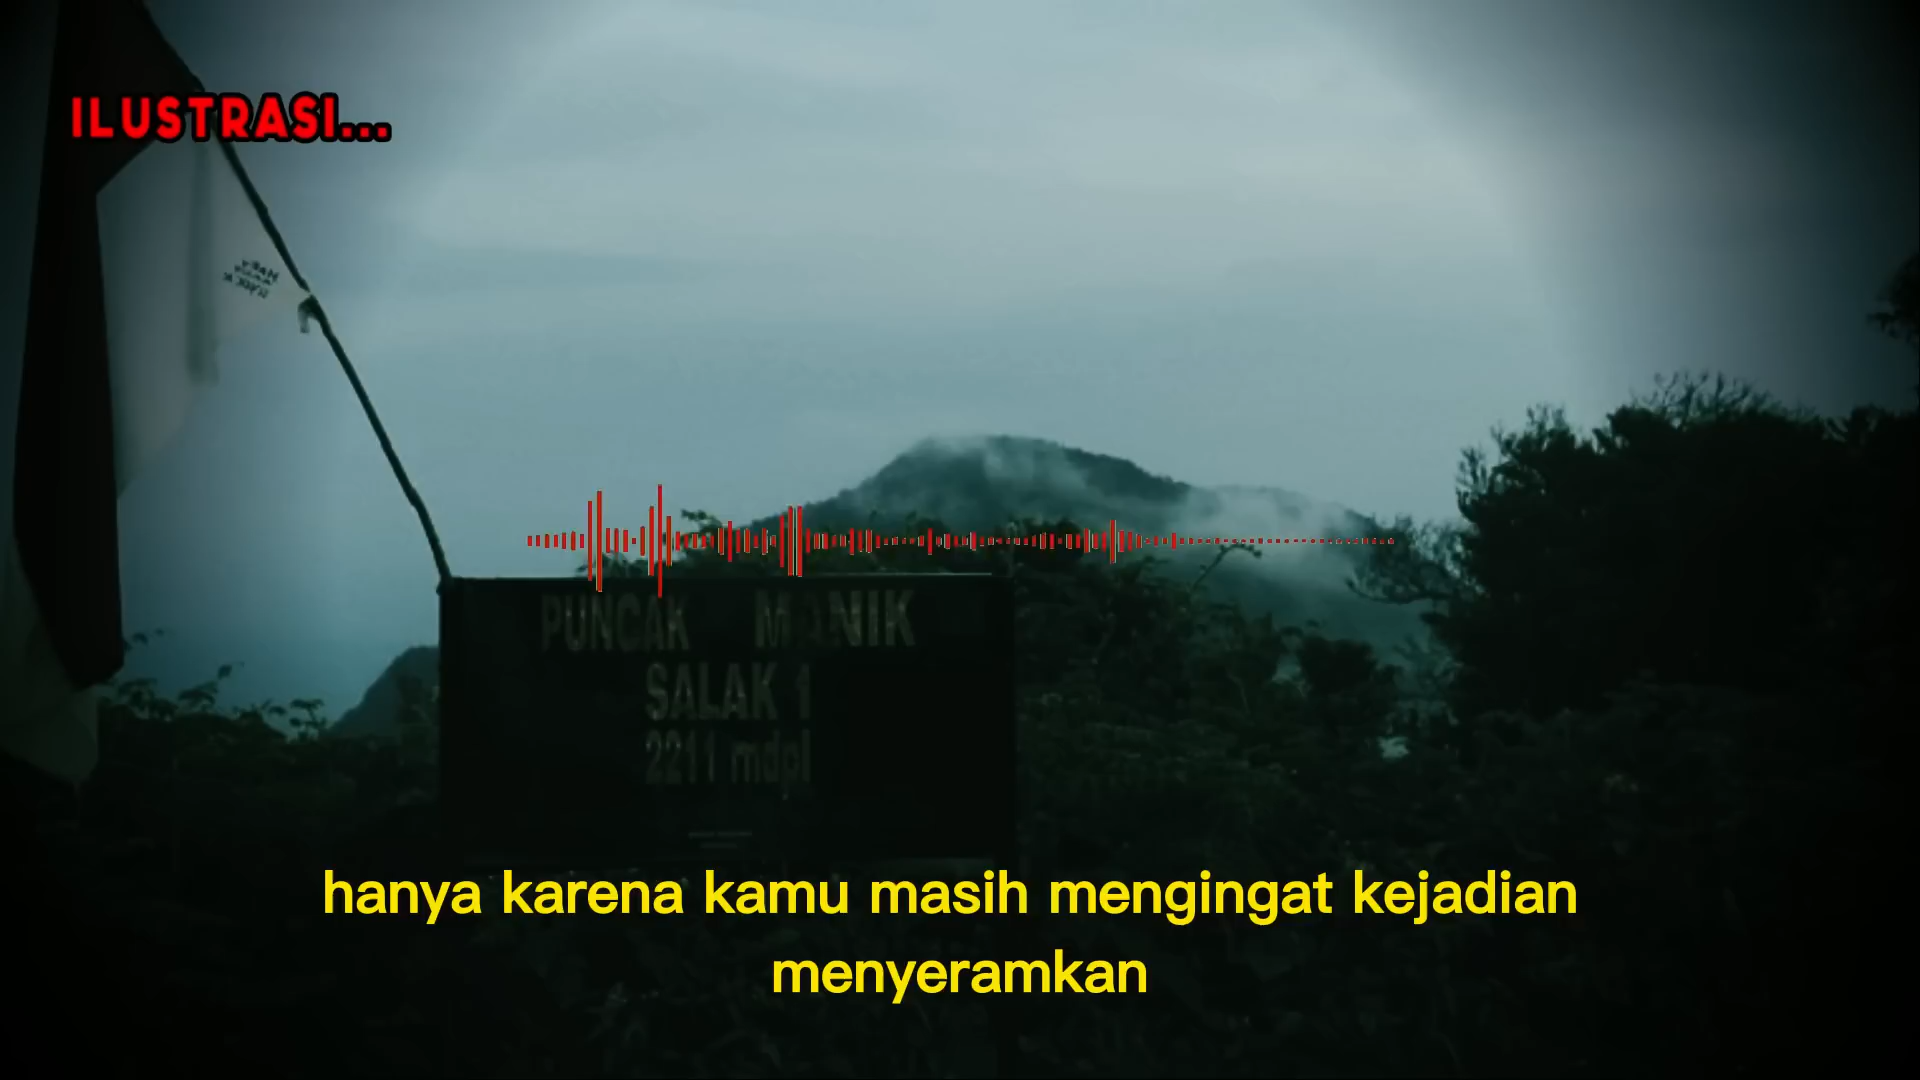 ILUSTRASI...
PUNCAK MANIK
SALAK 1
2211 mdpl
hanya karena kamu masih mengingat kejadian
menyeramkan